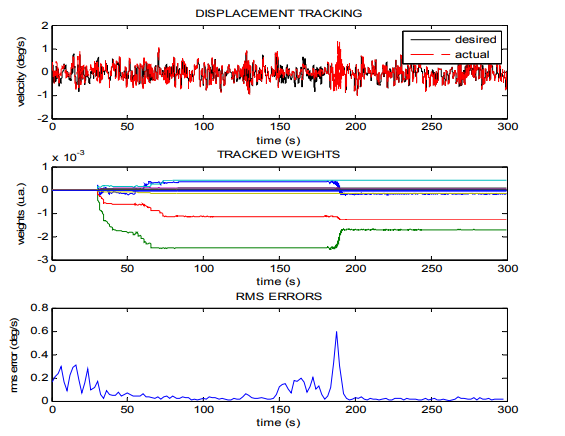 DISPLACEMENT TRACKING
2
1
0
-1
-2
velocity (deg/s)
desired
actual
0 50 100 150 200 250 300
time (s)
TRACKED WEIGHTS
x 10^-3
1
0
-1
-2
-3
weights (u.a.)
0 50 100 150 200 250 300
time (s)
RMS ERRORS
0.8
0.6
0.4
0.2
0
rms error (deg/s)
0 50 100 150 200 250 300
time (s)